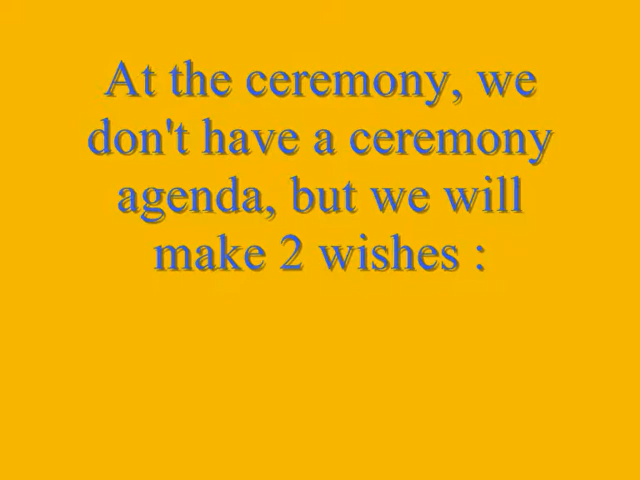 At the ceremony, we
don't have a ceremony
agenda, but we will
make 2 wishes :